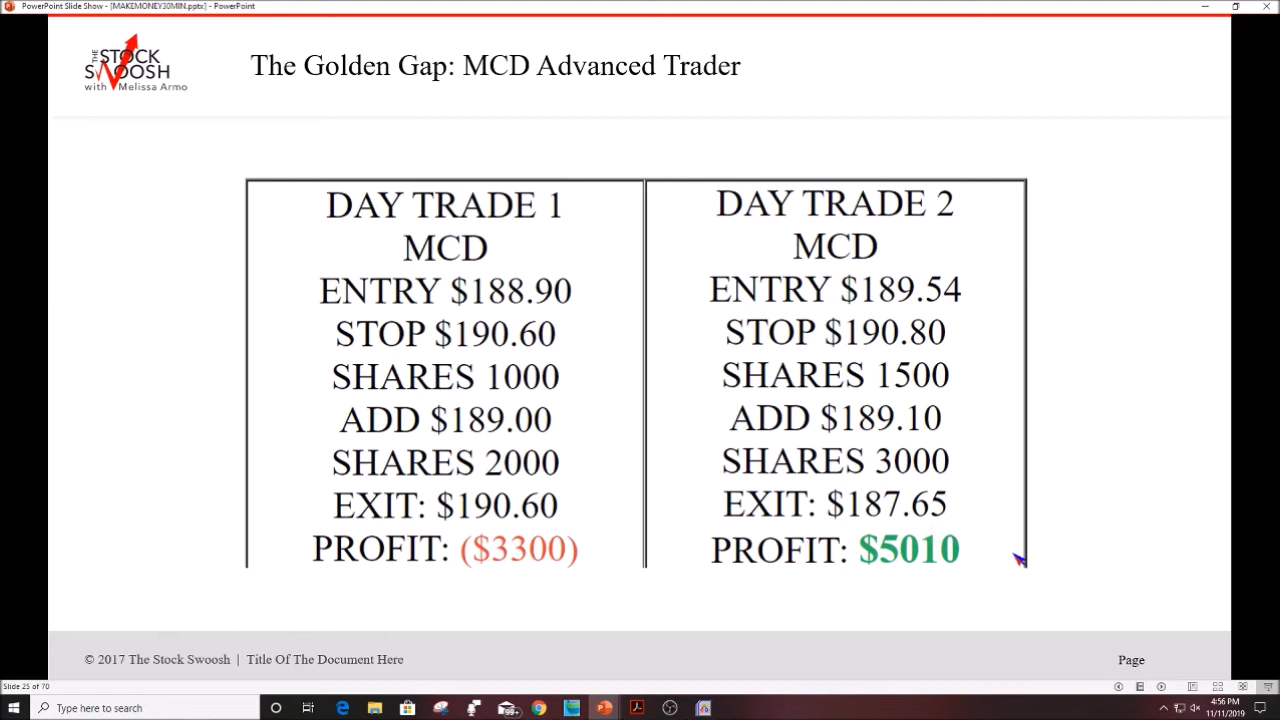 PowerPoint Slide Show - [MAKEMONEY30MIN.pptx] - PowerPoint
THE
STOCK
SWOOSH
with Melissa Armo
The Golden Gap: MCD Advanced Trader
DAY TRADE 1
MCD
ENTRY $188.90
STOP $190.60
SHARES 1000
ADD $189.00
SHARES 2000
EXIT: $190.60
PROFIT: ($3300)
DAY TRADE 2
MCD
ENTRY $189.54
STOP $190.80
SHARES 1500
ADD $189.10
SHARES 3000
EXIT: $187.65
PROFIT: $5010
© 2017 The Stock Swoosh | Title Of The Document Here
Page
Slide 25 of 70
Type here to search
99+
4:56 PM
11/11/2019